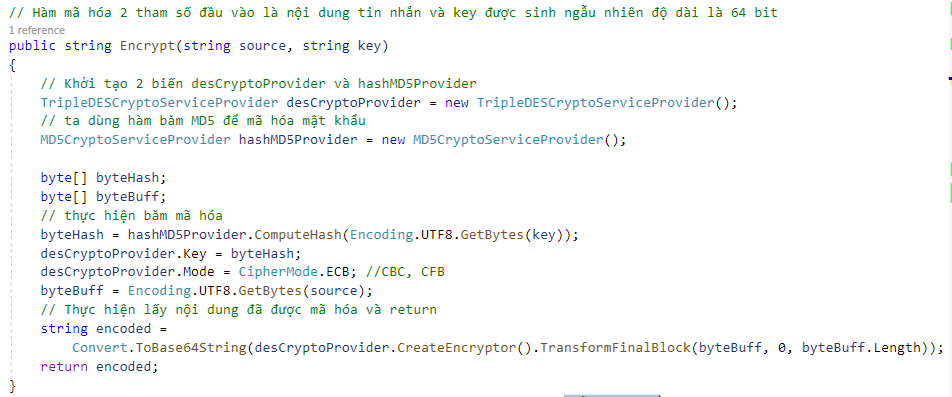 // Hàm mã hóa 2 tham số đầu vào là nội dung tin nhắn và key được sinh ngẫu nhiên độ dài là 64 bit
1 reference
public string Encrypt(string source, string key)
{
// Khởi tạo 2 biến desCryptoProvider và hashMD5Provider
TripleDESCryptoServiceProvider desCryptoProvider = new TripleDESCryptoServiceProvider();
// ta dùng hàm băm MD5 để mã hóa mật khẩu
MD5CryptoServiceProvider hashMD5Provider = new MD5CryptoServiceProvider();
byte[] byteHash;
byte[] byteBuff;
// thực hiện băm mã hóa
byteHash = hashMD5Provider.ComputeHash(Encoding.UTF8.GetBytes(key));
desCryptoProvider.Key = byteHash;
desCryptoProvider.Mode = CipherMode.ECB; //CBC, CFB
byteBuff = Encoding.UTF8.GetBytes(source);
// Thực hiện lấy nội dung đã được mã hóa và return
string encoded =
Convert.ToBase64String(desCryptoProvider.CreateEncryptor().TransformFinalBlock(byteBuff, 0, byteBuff.Length));
return encoded;
}